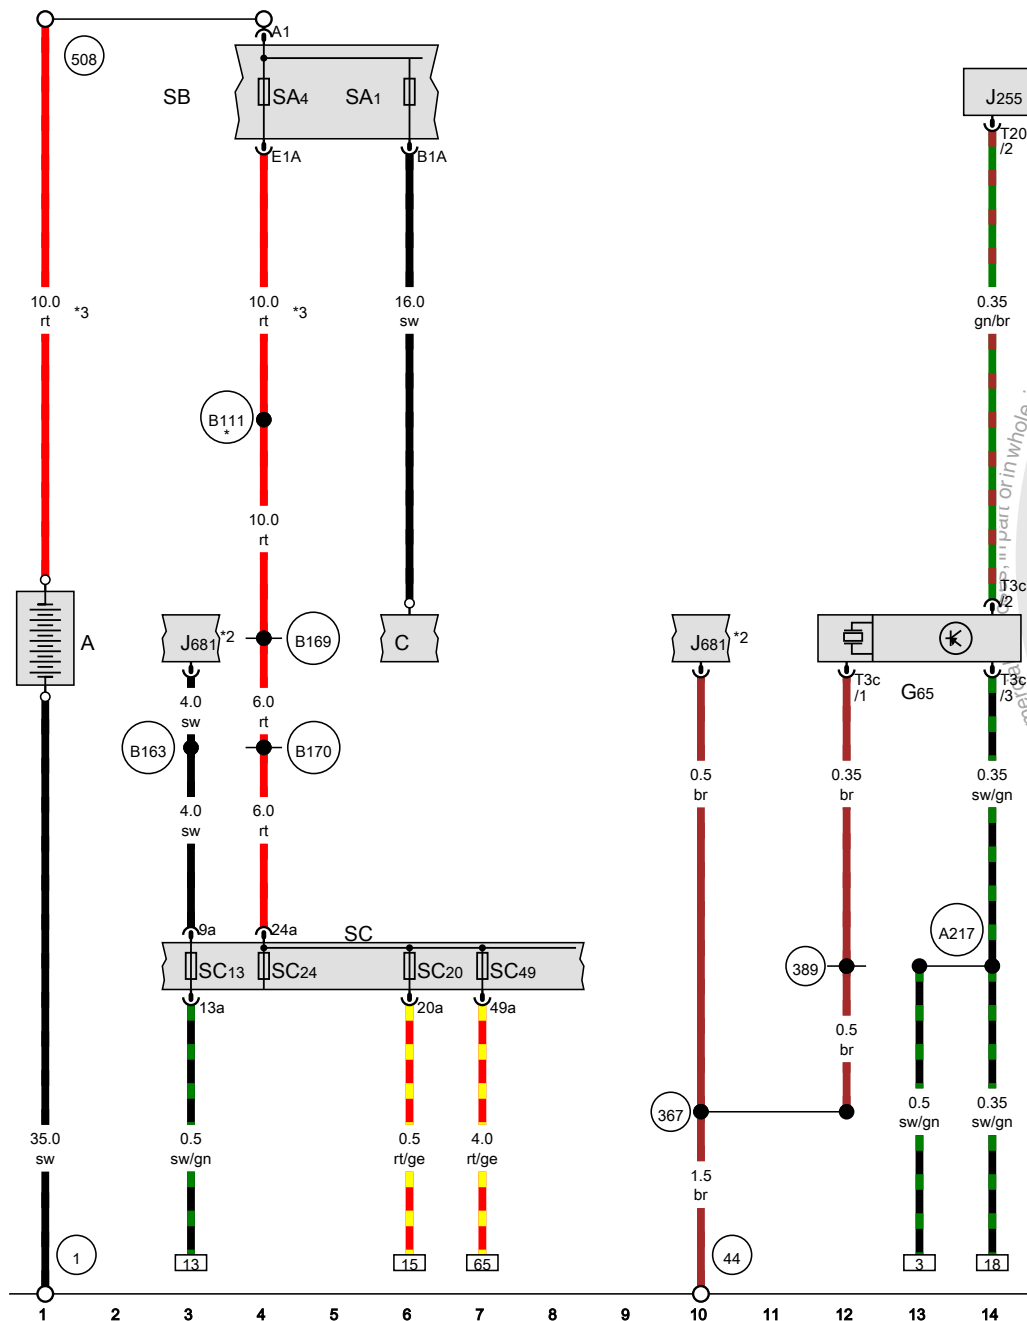 508
A1
SB
SA4
SA1
J255
T20
/2
E1A
B1A
10.0
rt
*3
10.0
rt
*3
16.0
sw
0.35
gn/br
B111
*
10.0
rt
T3c
/2
A
J681
*2
B169
C
J681
*2
G65
T3c
/1
T3c
/3
4.0
sw
6.0
rt
B163
B170
0.5
br
0.35
br
0.35
sw/gn
4.0
sw
6.0
rt
9a
24a
SC
A217
SC13
SC24
SC20
SC49
389
13a
20a
49a
0.5
br
367
35.0
sw
0.5
sw/gn
0.5
rt/ge
4.0
rt/ge
0.5
sw/gn
0.35
sw/gn
1.5
br
1
13
15
65
44
3
18
1 2 3 4 5 6 7 8 9 10 11 12 13 14
in part or in whole